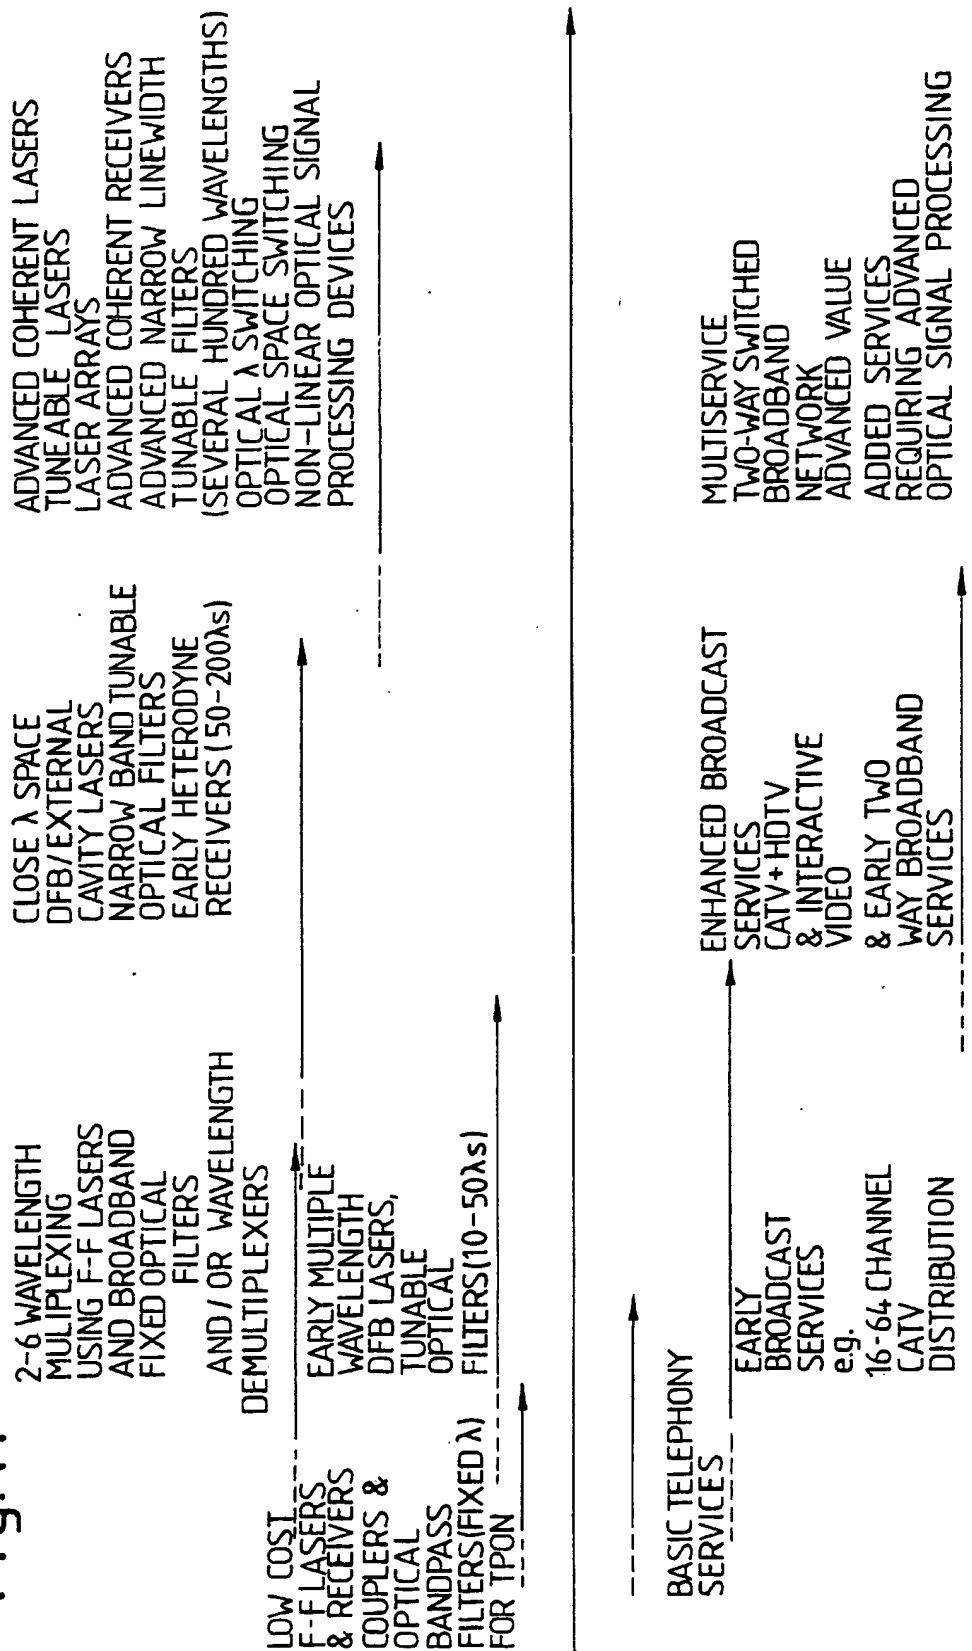 Fig.
LOW COST
F-F LASERS
& RECEIVERS
COUPLERS &
OPTICAL
BANDPASS
FILTERS(FIXED λ)
FOR TPON
2-6 WAVELENGTH
MULIPLEXING
USING F-F LASERS
AND BROADBAND
FIXED OPTICAL
FILTERS
AND / OR WAVELENGTH
DEMULTIPLEXERS
EARLY MULTIPLE
WAVELENGTH
DFB LASERS,
TUNABLE
OPTICAL
FILTERS(10-50λs)
CLOSE λ SPACE
DFB/EXTERNAL
CAVITY LASERS
NARROW BAND TUNABLE
OPTICAL FILTERS
EARLY HETERODYNE
RECEIVERS (50-200λs)
ADVANCED COHERENT LASERS
TUNEABLE LASERS
LASER ARRAYS
ADVANCED COHERENT RECEIVERS
ADVANCED NARROW LINEWIDTH
TUNABLE FILTERS
(SEVERAL HUNDRED WAVELENGTHS)
OPTICAL λ SWITCHING
OPTICAL SPACE SWITCHING
NON-LINEAR OPTICAL SIGNAL
PROCESSING DEVICES
BASIC TELEPHONY
SERVICES
EARLY
BROADCAST
SERVICES
e.g.
16-64 CHANNEL
CATV
DISTRIBUTION
ENHANCED BROADCAST
SERVICES
CATV+HDTV
& INTERACTIVE
VIDEO
& EARLY TWO
WAY BROADBAND
SERVICES
MULTISERVICE
TWO-WAY SWITCHED
BROADBAND
NETWORK
ADVANCED VALUE
ADDED SERVICES
REQUIRING ADVANCED
OPTICAL SIGNAL PROCESSING